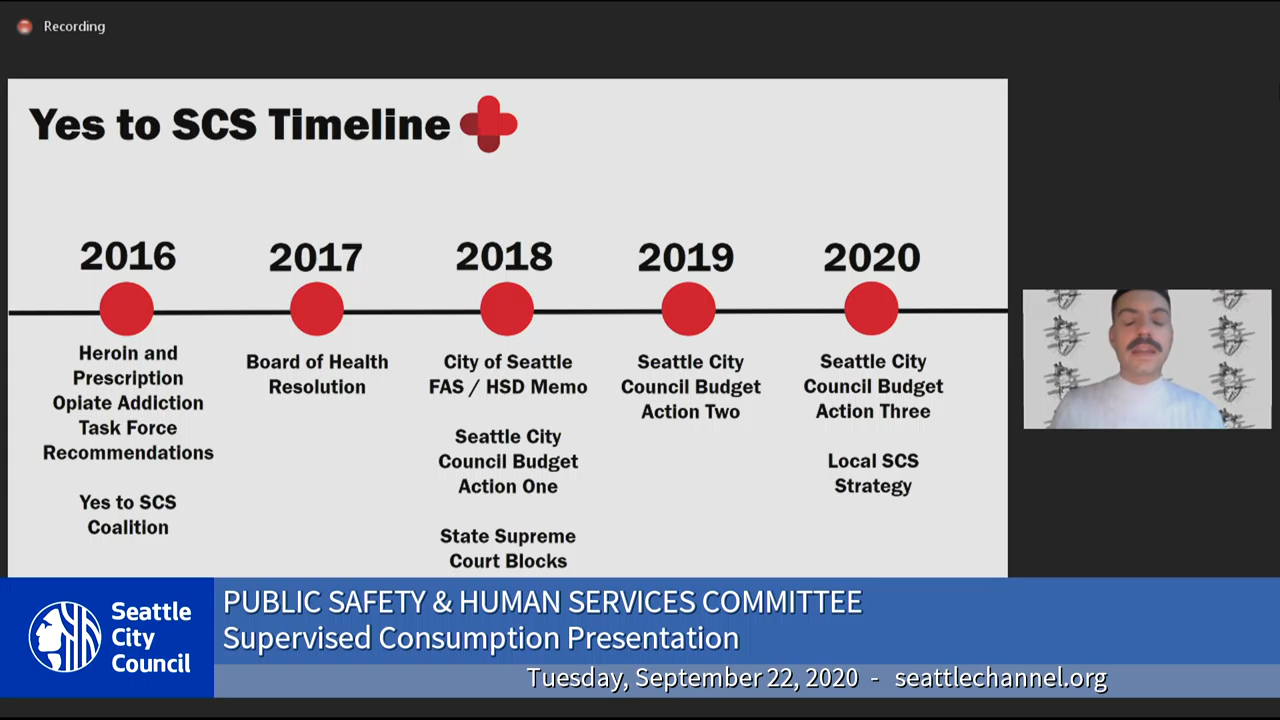 Recording
Yes to SCS Timeline
2016
Heroin and
Prescription
Opiate Addiction
Task Force
Recommendations
Yes to SCS
Coalition
2017
Board of Health
Resolution
2018
City of Seattle
FAS / HSD Memo
Seattle City
Council Budget
Action One
State Supreme
Court Blocks
2019
Seattle City
Council Budget
Action Two
2020
Seattle City
Council Budget
Action Three
Local SCS
Strategy
Seattle
City
Council
PUBLIC SAFETY & HUMAN SERVICES COMMITTEE
Supervised Consumption Presentation
Tuesday, September 22, 2020 - seattlechannel.org